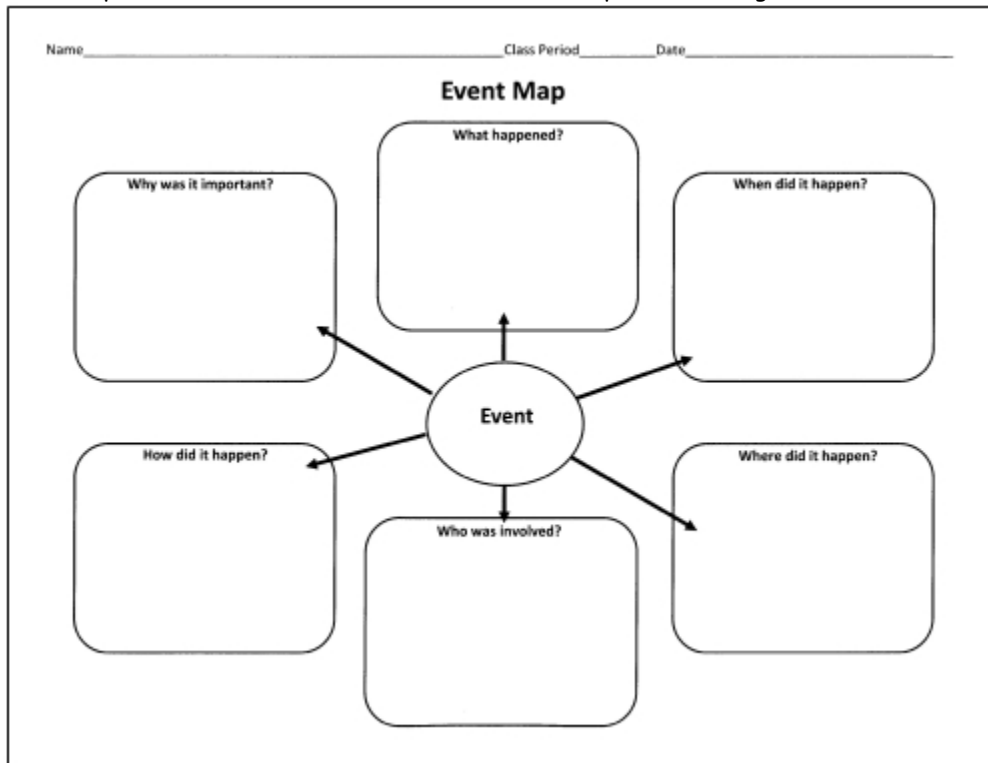 Name Class Period Date
Event Map
What happened?
Why was it important?
When did it happen?
Event
How did it happen?
Where did it happen?
Who was involved?